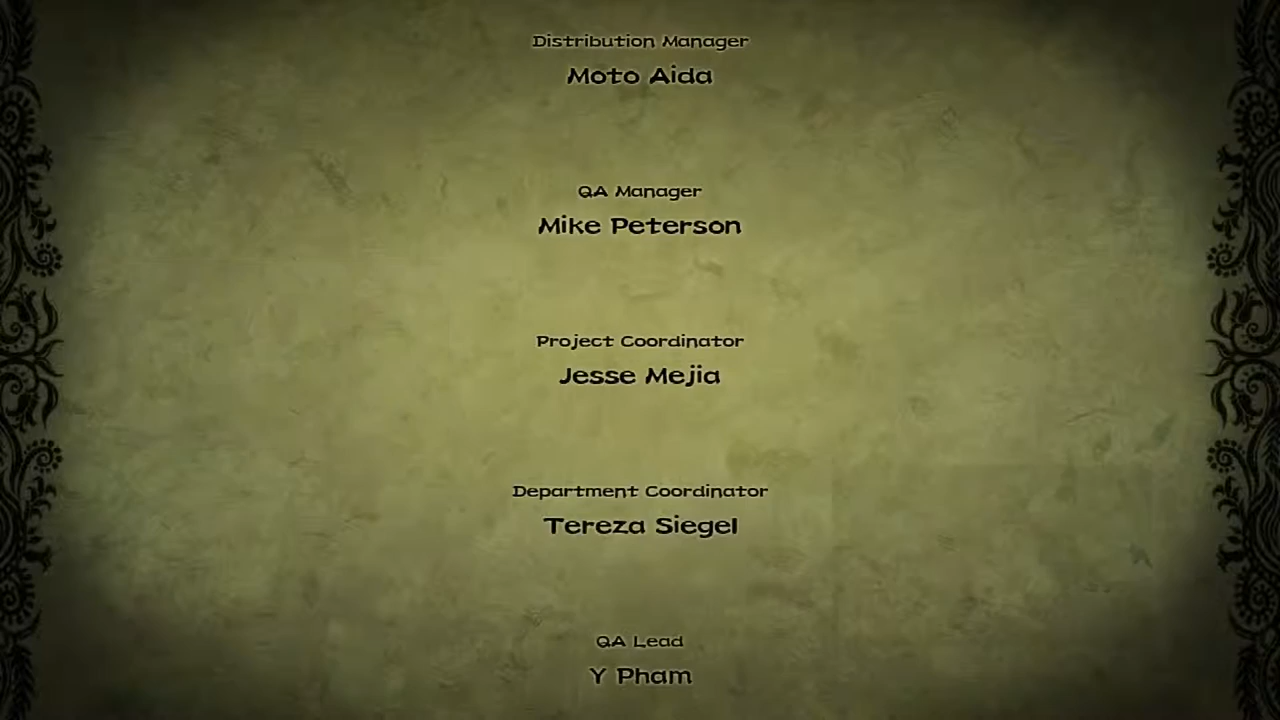 Distribution Manager
Moto Aida
QA Manager
Mike Peterson
Project Coordinator
Jesse Mejia
Department Coordinator
Tereza Siegel
QA Lead
Y Pham